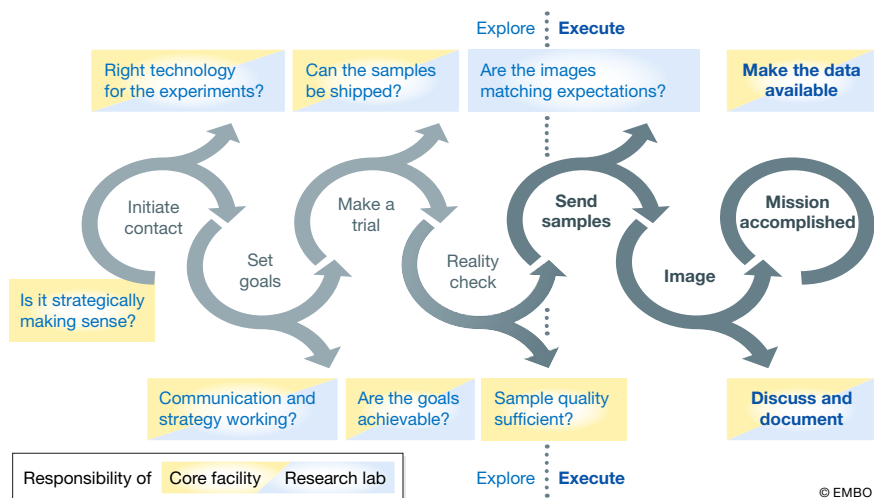 Explore Execute
Right technology
for the experiments?
Can the samples
be shipped?
Are the images
matching expectations?
Make the data
available
Initiate
contact
Set
goals
Make a
trial
Reality
check
Send
samples
Image
Mission
accomplished
Is it strategically
making sense?
Communication and
strategy working?
Are the goals
achievable?
Sample quality
sufficient?
Discuss and
document
Responsibility of Core facility Research lab
Explore Execute
© EMBO